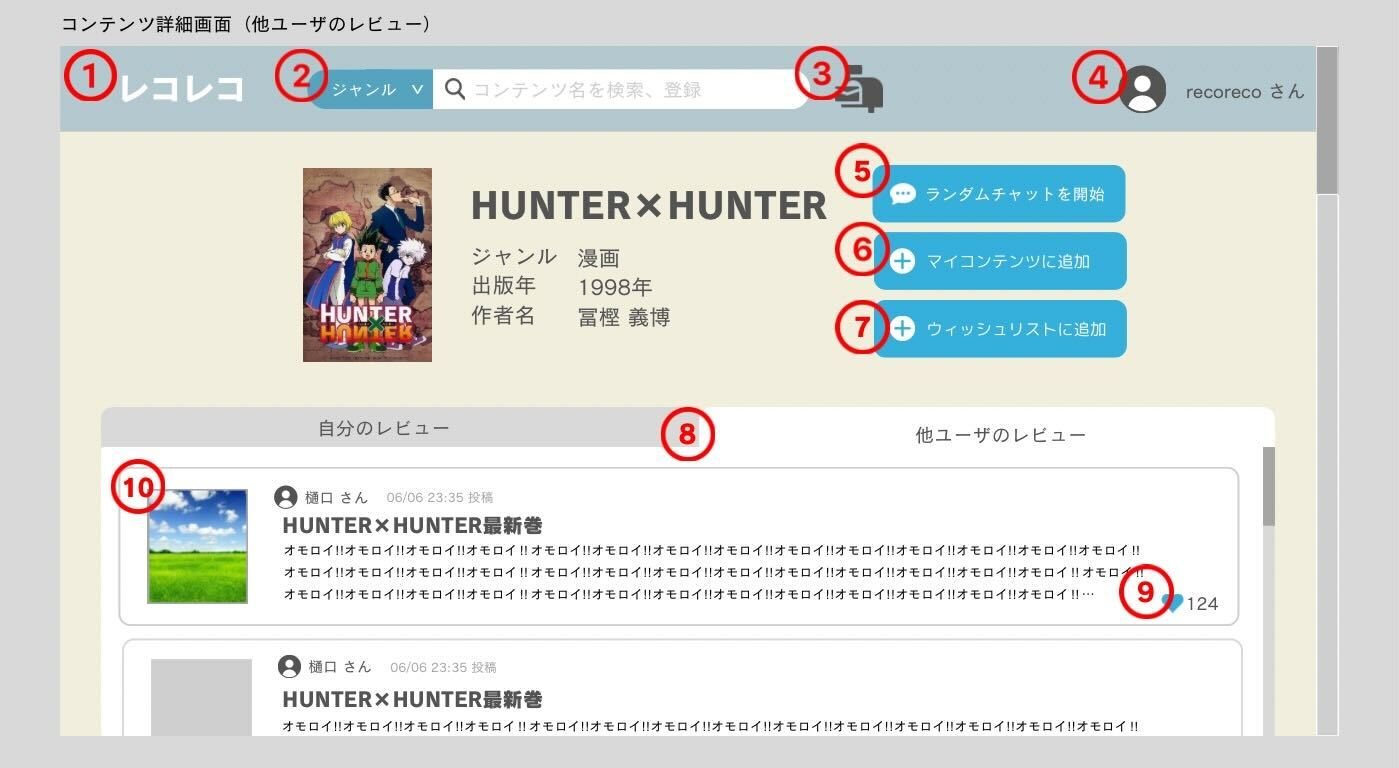 コンテンツ詳細画面（他ユーザのレビュー）
1 レコレコ 2 ジャンル コンテンツ名を検索、登録 3 4 recoreco さん
HUNTER×HUNTER
ジャンル 漫画
出版年 1998年
作者名 冨樫 義博
HUNTER
HUNTER
5 ランダムチャットを開始
6 マイコンテンツに追加
7 ウィッシュリストに追加
自分のレビュー 8 他ユーザのレビュー
10
樋口 さん 06/06 23:35 投稿
HUNTER×HUNTER最新巻
オモロイ!!オモロイ!!オモロイ!!オモロイ!!オモロイ!!オモロイ!!オモロイ!!オモロイ!!オモロイ!!オモロイ!!オモロイ!!オモロイ!!オモロイ!!オモロイ!!
オモロイ!!オモロイ!!オモロイ!!オモロイ!!オモロイ!!オモロイ!!オモロイ!!オモロイ!!オモロイ!!オモロイ!!オモロイ!!オモロイ!!オモロイ!!オモロイ!!
オモロイ!!オモロイ!!オモロイ!!オモロイ!!オモロイ!!オモロイ!!オモロイ!!オモロイ!!オモロイ!!オモロイ!!オモロイ!!オモロイ!!オモロイ!!…
9 124
樋口 さん 06/06 23:35 投稿
HUNTER×HUNTER最新巻
オモロイ!!オモロイ!!オモロイ!!オモロイ!!オモロイ!!オモロイ!!オモロイ!!オモロイ!!オモロイ!!オモロイ!!オモロイ!!オモロイ!!オモロイ!!オモロイ!!